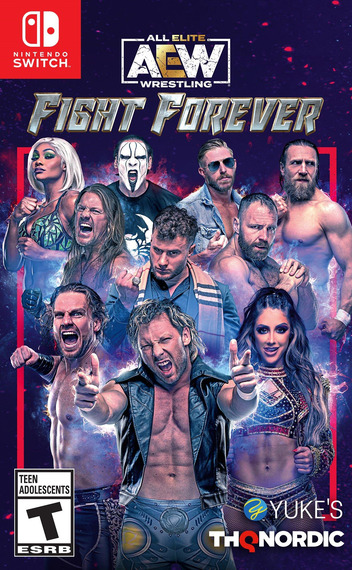 NINTENDO
SWITCH
ALL ELITE
AEW
WRESTLING
FIGHT FOREVER
TEEN
ADOLESCENTS
T
ESRB
YUKE'S
THQNORDIC